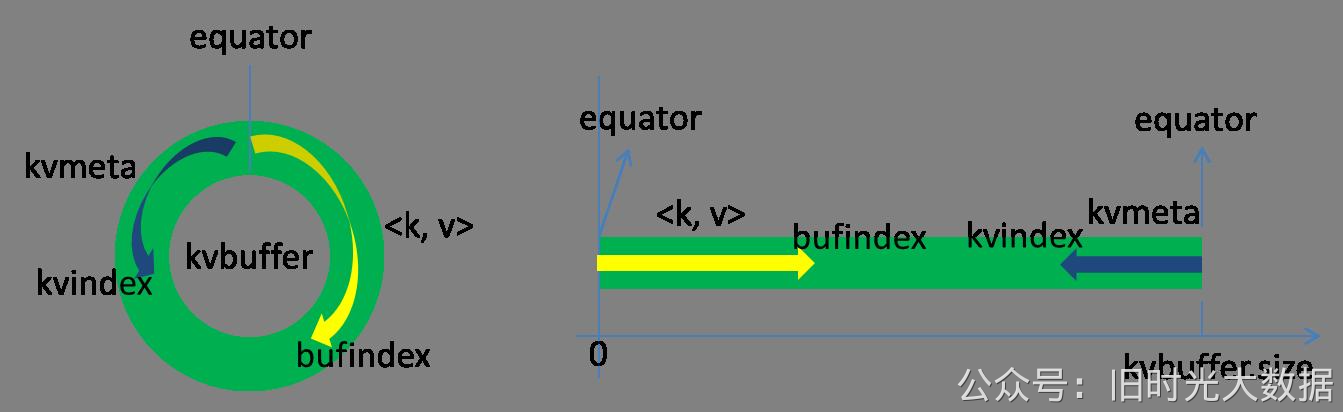 equator
kvmeta
<k, v>
kvbuffer
kvindex
bufindex
equator
equator
<k, v>
kvmeta
bufindex
kvindex
0
kvbuffer.size
公众号：旧时光大数据